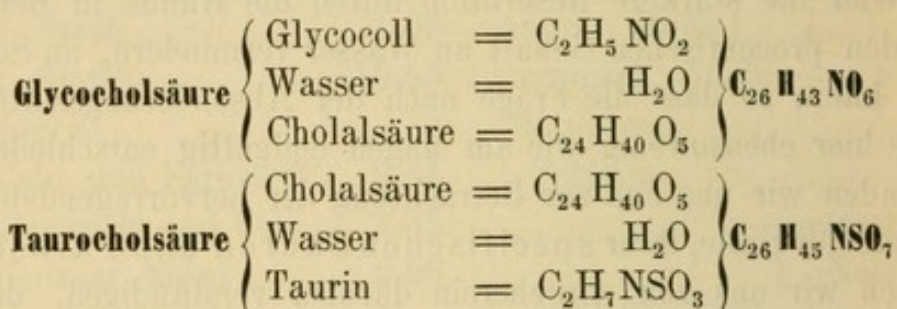 Glycocoll = C₂H₅NO₂
Glycocholsäure { Wasser H₂O } C₂₆H₄₃NO₆
Cholalsäure = C₂₄H₄₀O₅
Cholalsäure = C₂₄H₄₀O₅
Taurocholsäure { Wasser = H₂O } C₂₆H₄₅NSO₇
Taurin = C₂H₇NSO₃